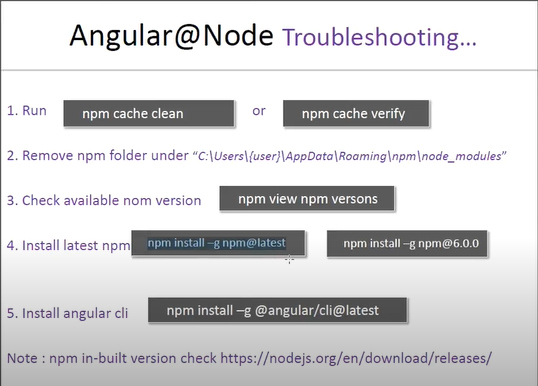 Angular@Node Troubleshooting...
1. Run npm cache clean or npm cache verify
2. Remove npm folder under “C:\Users\{user}\AppData\Roaming\npm\node_modules”
3. Check available nom version npm view npm versons
4. Install latest npm npm install –g npm@latest npm install –g npm@6.0.0
5. Install angular cli npm install –g @angular/cli@latest
Note : npm in-built version check https://nodejs.org/en/download/releases/